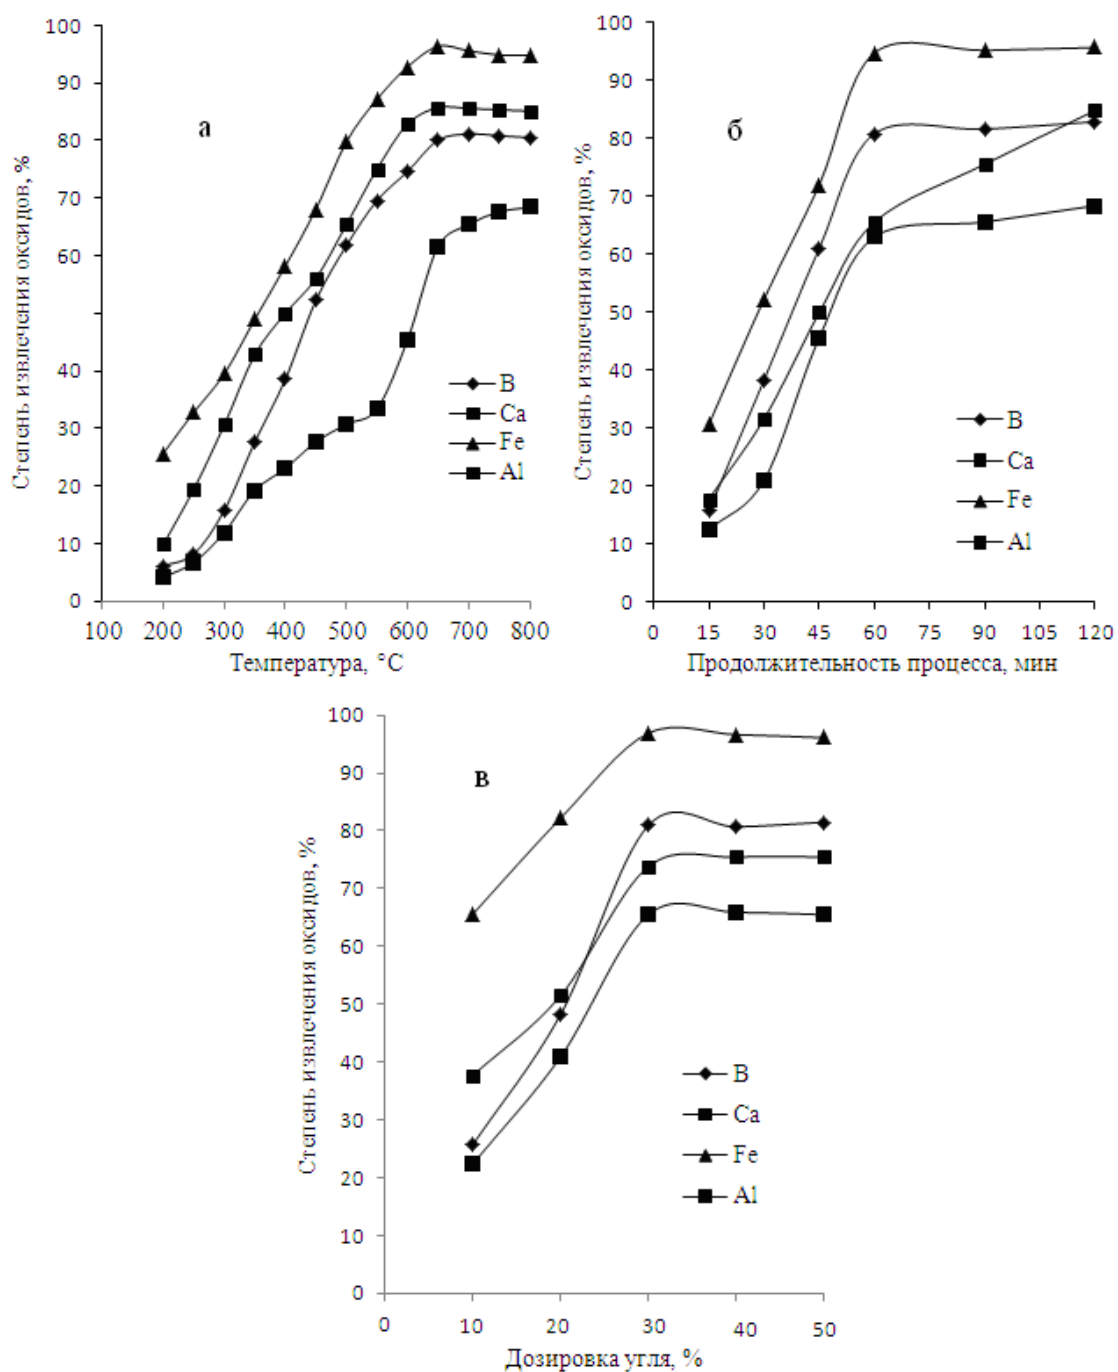 Степень извлечения оксидов, %
100
90
80
70
60
40
30
20
10
0
а
B
Ca
Fe
Al
100 200 300 400 500 600 700 800
Температура, °C
Степень извлечения оксидов, %
100
90
80
70
60
50
40
30
20
10
0
б
B
Ca
Fe
Al
0 15 30 45 60 90 105 120
Продолжительность процесса, мин
Степень извлечения оксидов, %
100
90
80
70
60
50
40
30
20
10
0
в
B
Ca
Fe
Al
0 10 20 30 40 50
Дозировка угля, %